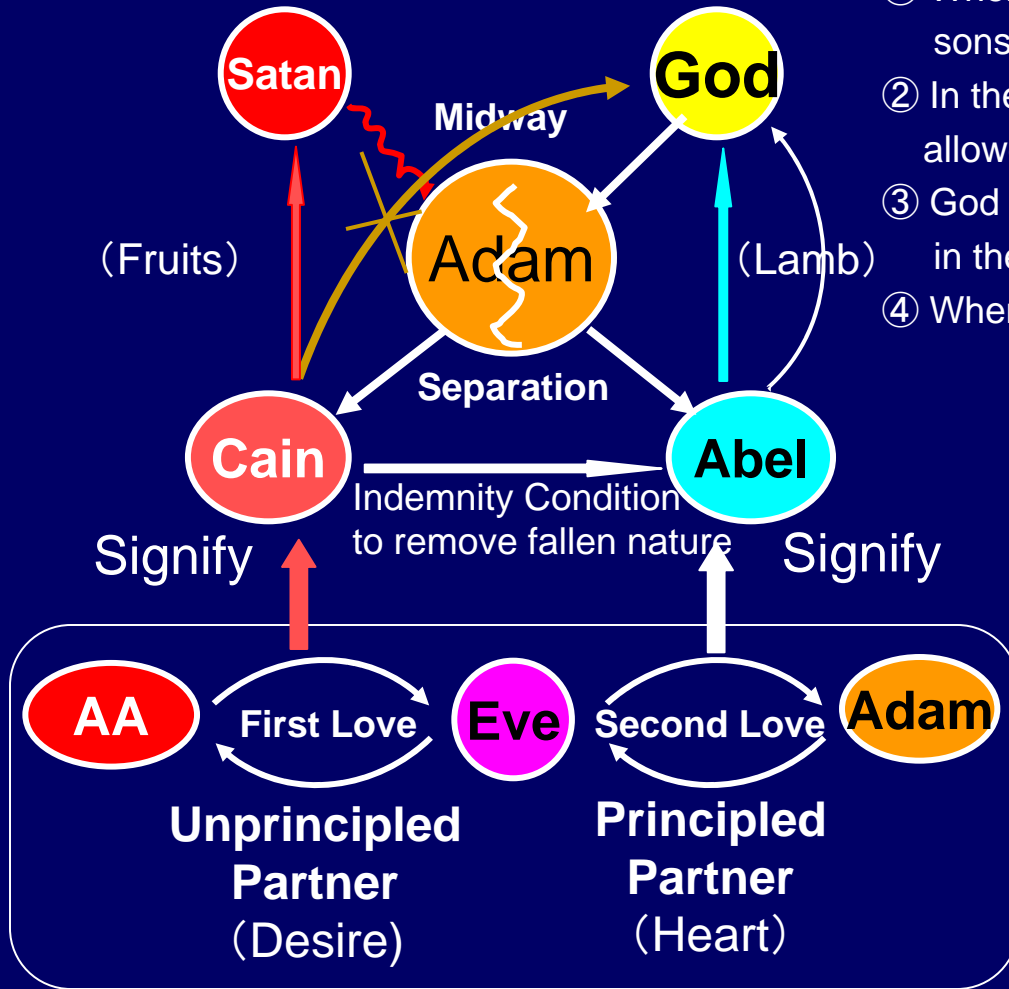 Satan
God
Midway
Adam
(Fruits)
(Lamb)
Separation
Cain
Abel
Indemnity Condition
to remove fallen nature
Signify
Signify
AA
First Love
Eve
Second Love
Adam
Unprincipled
Partner
(Desire)
Principled
Partner
(Heart)
sons
② In the
allow
③ God
in the
④ When